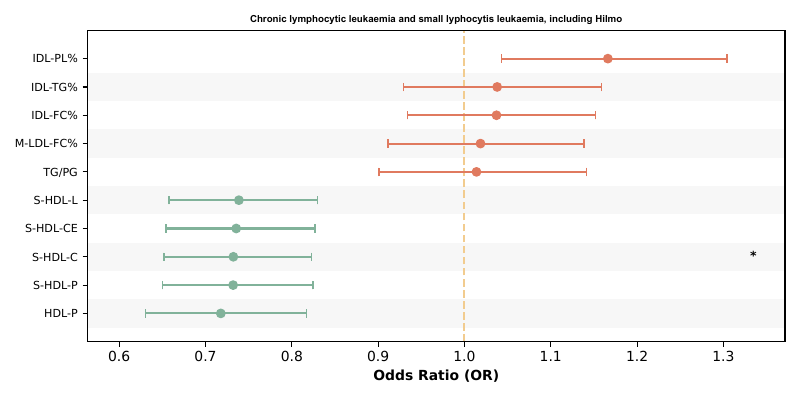 Chronic lymphocytic leukaemia and small lyphocytis leukaemia, including Hilmo
IDL-PL%
IDL-TG%
IDL-FC%
M-LDL-FC%
TG/PG
S-HDL-L
S-HDL-CE
S-HDL-C
*
S-HDL-P
HDL-P
0.6 0.7 0.8 0.9 1.0 1.1 1.2 1.3
Odds Ratio (OR)